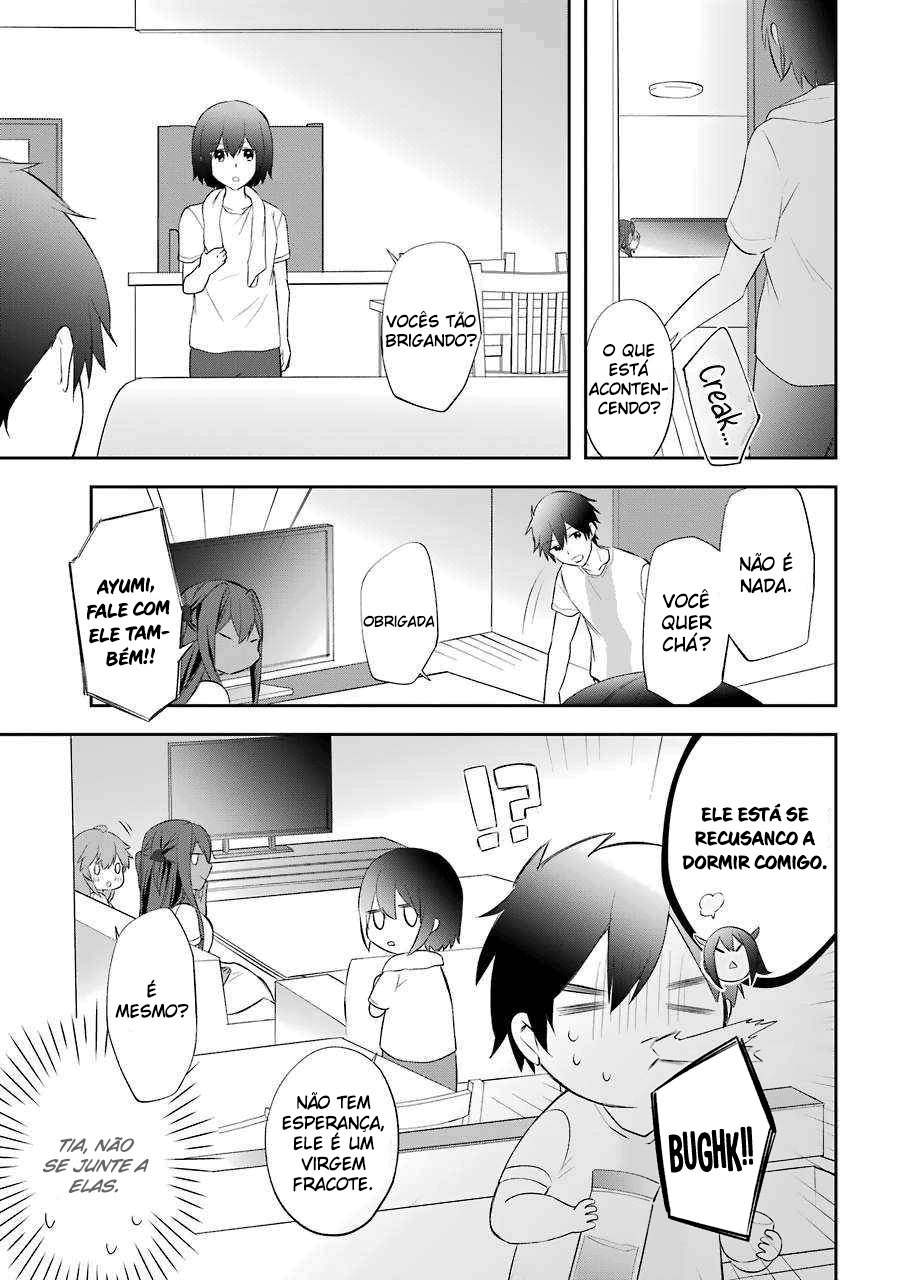 O QUE
ESTÁ
ACONTEN-
CENDO?
Creak...
VOCÊS TÃO
BRIGANDO?
NÃO É
NADA.
VOCÊ
QUER
CHÁ?
OBRIGADA
AYUMI,
FALE COM
ELE TAM-
BÉM!!
ELE ESTÁ SE
RECUSANCO A
DORMIR COMIGO.
!?
BUGHK!!
É
MESMO?
NÃO TEM
ESPERANÇA,
ELE É UM
VIRGEM
FRACOTE.
TIA, NÃO
SE JUNTE A
ELAS.